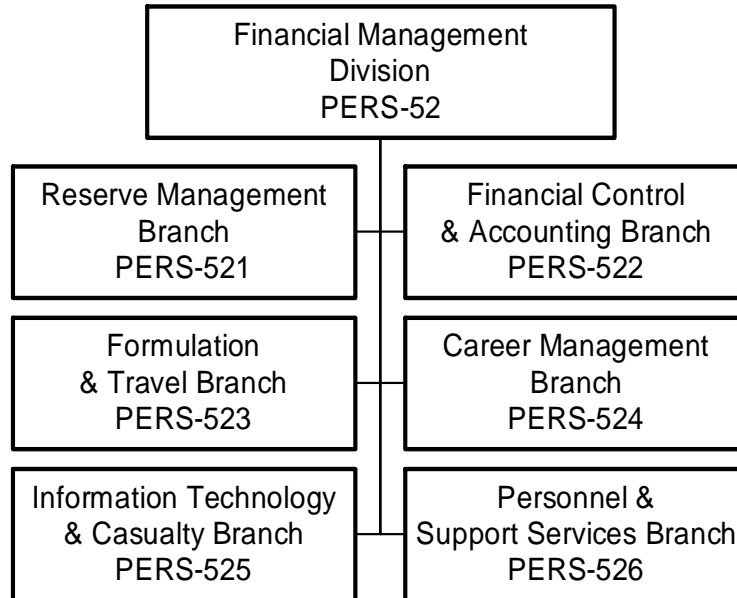 Financial Management
Division
PERS-52
Reserve Management
Branch
PERS-521
Financial Control
& Accounting Branch
PERS-522
Formulation
& Travel Branch
PERS-523
Career Management
Branch
PERS-524
Information Technology
& Casualty Branch
PERS-525
Personnel &
Support Services Branch
PERS-526